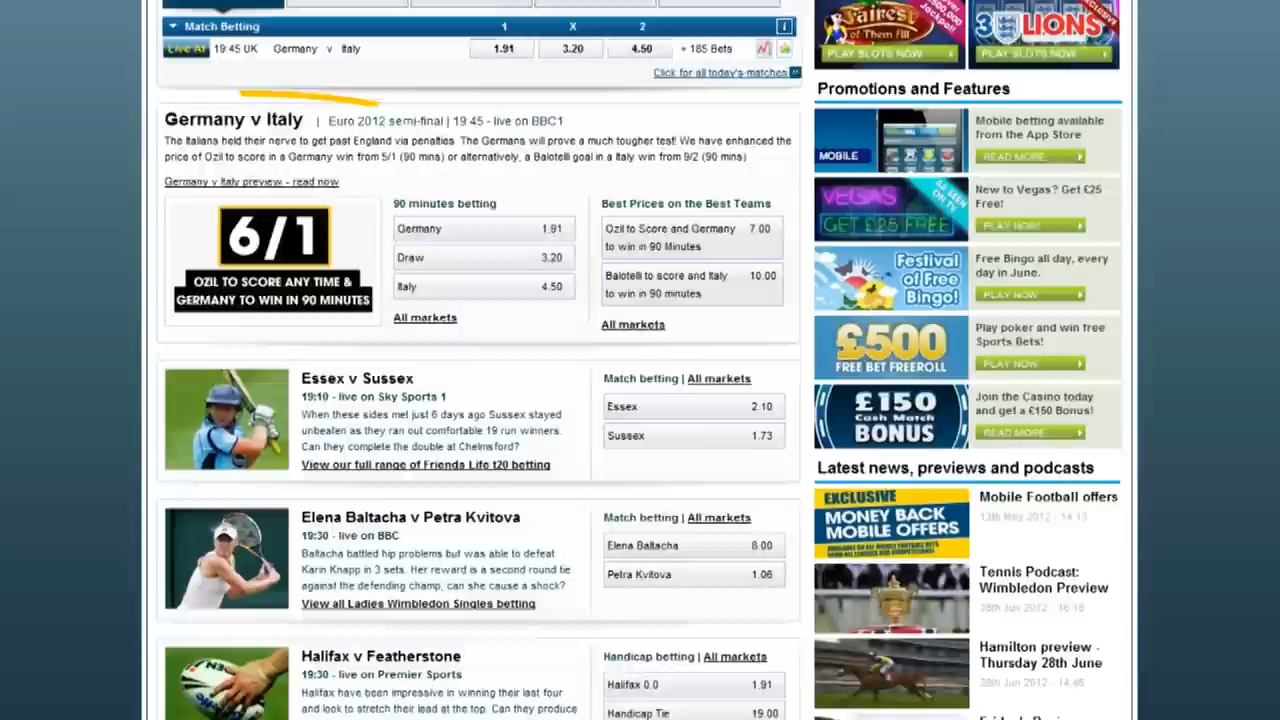 Match Betting
1 X 2
Live At 19:45 UK Germany v Italy 1.91 3.20 4.50 + 185 Bets
Click for all today's matches
Germany v Italy | Euro 2012 semi-final | 19:45 - live on BBC1
The Italians held their nerve to get past England via penalties. The Germans will prove a much tougher test! We have enhanced the
price of Ozil to score in a Germany win from 5/1 (90 mins) or alternatively, a Balotelli goal in a Italy win from 9/2 (90 mins)
Germany v Italy preview - read now
6/1
OZIL TO SCORE ANY TIME &
GERMANY TO WIN IN 90 MINUTES
90 minutes betting
Germany 1.91
Draw 3.20
Italy 4.50
All markets
Best Prices on the Best Teams
Ozil to Score and Germany 7.00
to win in 90 Minutes
Balotelli to score and Italy 10.00
to win in 90 minutes
All markets
Essex v Sussex
19:10 - live on Sky Sports 1
When these sides met just 6 days ago Sussex stayed
unbeaten as they ran out comfortable 19 run winners.
Can they complete the double at Chelmsford?
View our full range of Friends Life t20 betting
Match betting | All markets
Essex 2.10
Sussex 1.73
Elena Baltacha v Petra Kvitova
19:30 - live on BBC
Baltacha battled hip problems but was able to defeat
Karin Knapp in 3 sets. Her reward is a second round tie
against the defending champ, can she cause a shock?
View all Ladies Wimbledon Singles betting
Match betting | All markets
Elena Baltacha 8.00
Petra Kvitova 1.06
Halifax v Featherstone
19:30 - live on Premier Sports
Halifax have been impressive in winning their last four
and look to stretch their lead at the top. Can they produce
Handicap betting | All markets
Halifax 0.0 1.91
Handicap Tie 19.00
Fairest
of Them All
Jackpot!
PLAY SLOTS NOW
3 LIONS
EXCLUSIVE
PLAY SLOTS NOW
Promotions and Features
MOBILE
Mobile betting available
from the App Store
READ MORE
VEGAS
GET £25 FREE
AS SEEN
ON TV
New to Vegas? Get £25
Free!
PLAY NOW
Festival
of Free
Bingo!
Free Bingo all day, every
day in June.
PLAY NOW
£500
FREE BET FREEROLL
Play poker and win free
Sports Bets!
PLAY NOW
£150
Cash Match
BONUS
Join the Casino today
and get a £150 Bonus!
READ MORE
Latest news, previews and podcasts
EXCLUSIVE
MONEY BACK
MOBILE OFFERS
Mobile Football offers
13th May 2012 - 14:15
Tennis Podcast:
Wimbledon Preview
28th Jun 2012 - 16:18
Hamilton preview -
Thursday 28th June
28th Jun 2012 - 14:46